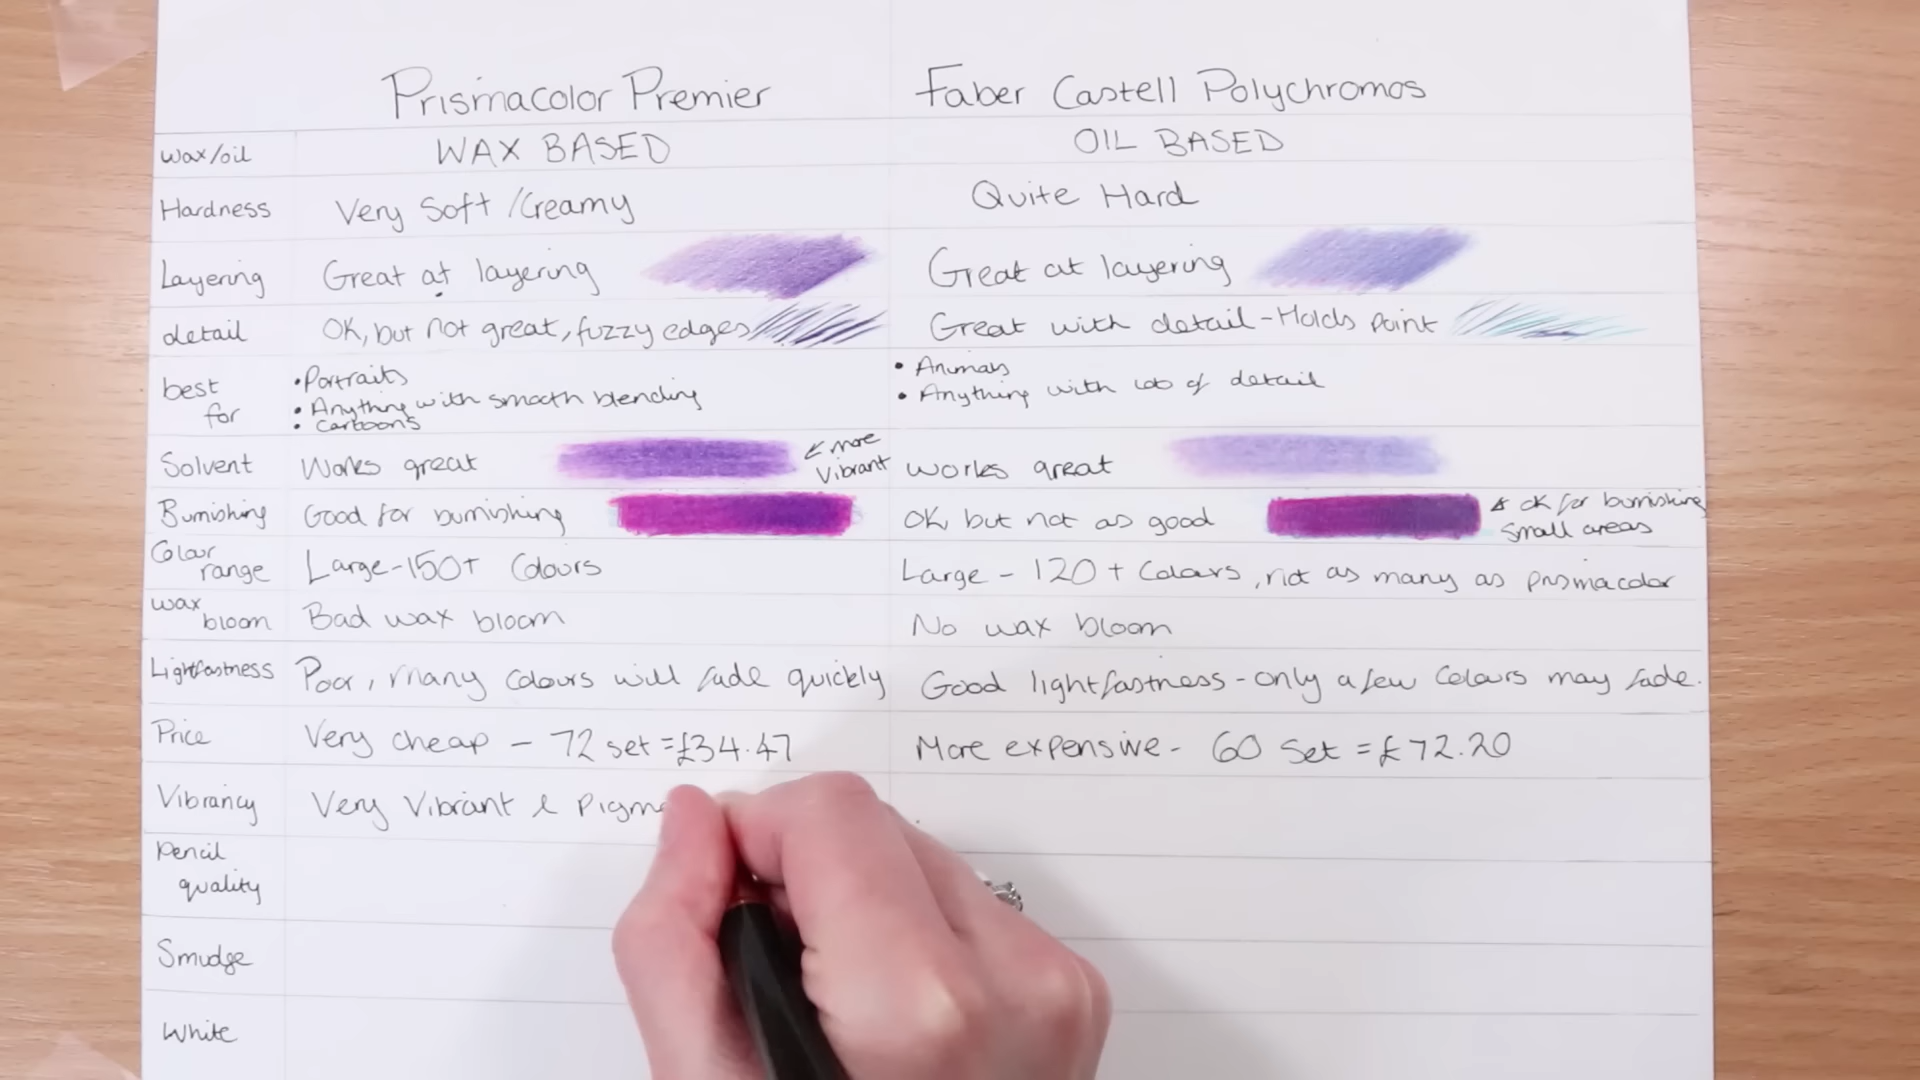 Prismacolor Premier
Faber Castell Polychromos
Wax/oil
WAX BASED
OIL BASED
Hardness
Very Soft /Creamy
Quite Hard
Layering
Great at layering
Great at layering
detail
OK, but not great, fuzzy edges
Great with detail - Holds point
best
for
• Portraits
• Anything with smooth blending
• Cartoons
• Animals
• Anything with lots of detail
Solvent
Works great
← more
Vibrant
works great
Burnishing
Good for burnishing
OK, but not as good
← ok for burnishing
small areas
Colour
range
Large - 150+ Colours
Large - 120 + Colours, not as many as prismacolor
wax
bloom
Bad wax bloom
No wax bloom
Lightfastness
Poor, many colours will fade quickly
Good lightfastness - only a few colours may fade.
Price
Very cheap - 72 set = £34.47
More expensive - 60 Set = £72.20
Vibrancy
Very Vibrant & Pigm
Pencil
quality
Smudge
White